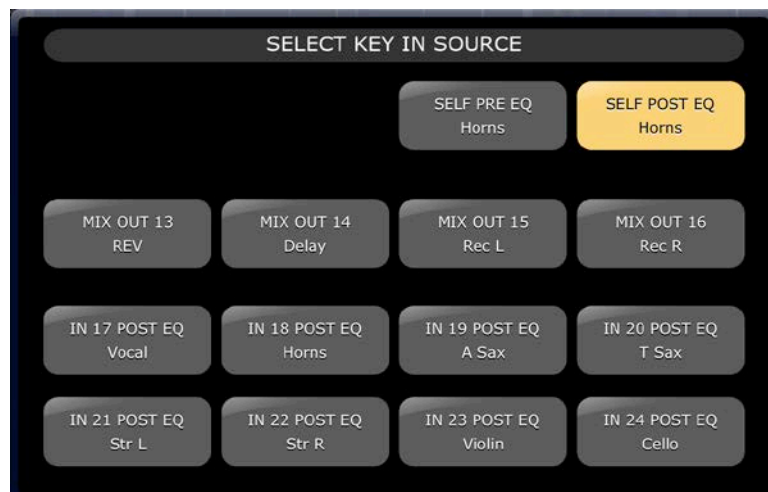 SELECT KEY IN SOURCE
SELF PRE EQ
Horns
SELF POST EQ
Horns
MIX OUT 13
REV
MIX OUT 14
Delay
MIX OUT 15
Rec L
MIX OUT 16
Rec R
IN 17 POST EQ
Vocal
IN 18 POST EQ
Horns
IN 19 POST EQ
A Sax
IN 20 POST EQ
T Sax
IN 21 POST EQ
Str L
IN 22 POST EQ
Str R
IN 23 POST EQ
Violin
IN 24 POST EQ
Cello